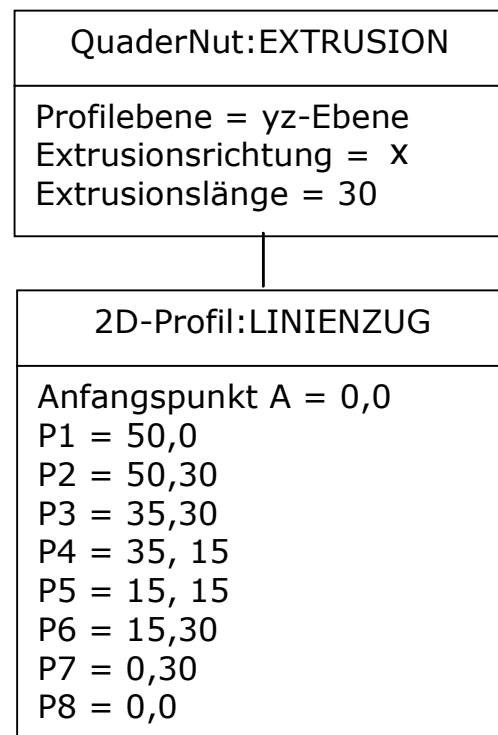 QuaderNut:EXTRUSION
Profilebene = yz-Ebene
Extrusionsrichtung = x
Extrusionslänge = 30
2D-Profil:LINIENZUG
Anfangspunkt A = 0,0
P1 = 50,0
P2 = 50,30
P3 = 35,30
P4 = 35, 15
P5 = 15, 15
P6 = 15,30
P7 = 0,30
P8 = 0,0